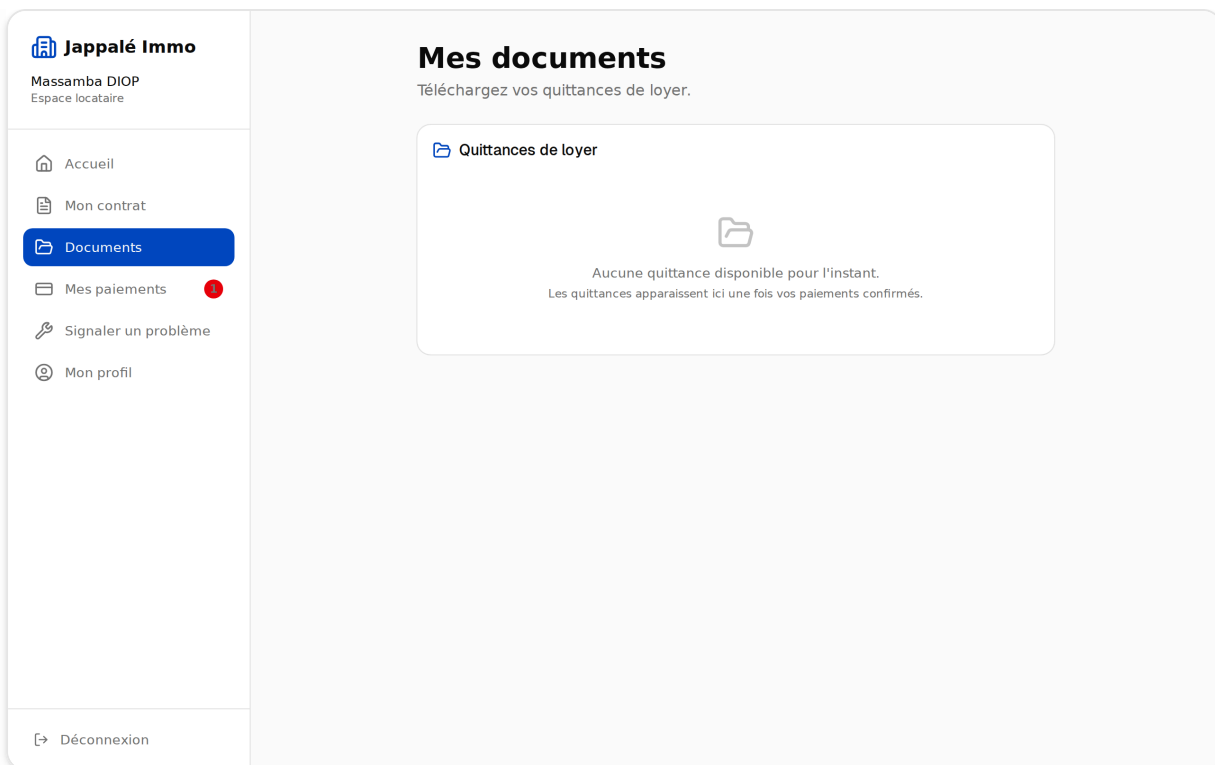 Jappalé Immo
Massamba DIOP
Espace locataire
Accueil
Mon contrat
Documents
Mes paiements 1
Signaler un problème
Mon profil
Déconnexion
Mes documents
Téléchargez vos quittances de loyer.
Quittances de loyer
Aucune quittance disponible pour l'instant.
Les quittances apparaissent ici une fois vos paiements confirmés.